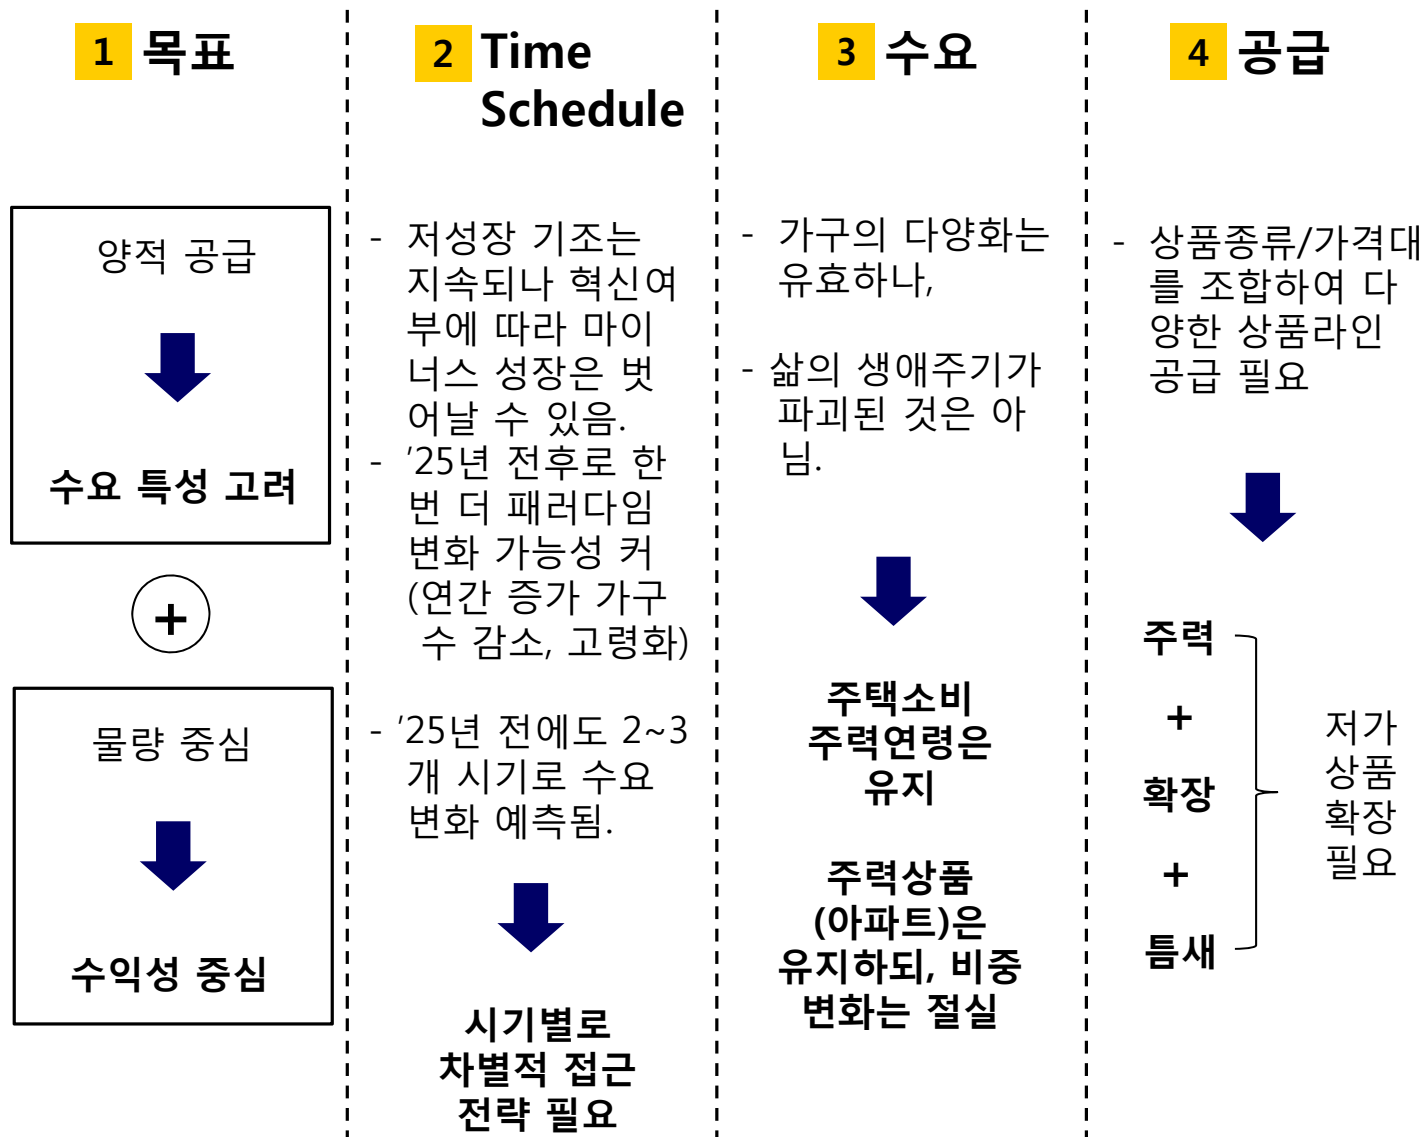 1 목표
양적 공급
수요 특성 고려
+
물량 중심
수익성 중심
2 Time
Schedule
- 저성장 기조는
지속되나 혁신여
부에 따라 마이
너스 성장은 벗
어날 수 있음.
- '25년 전후로 한
번 더 패러다임
변화 가능성 커
(연간 증가 가구
수 감소, 고령화)
- '25년 전에도 2~3
개 시기로 수요
변화 예측됨.
시기별로
차별적 접근
전략 필요
3 수요
- 가구의 다양화는
유효하나,
- 삶의 생애주기가
파괴된 것은 아
님.
주택소비
주력연령은
유지
주력상품
(아파트)은
유지하되, 비중
변화는 절실
4 공급
- 상품종류/가격대
를 조합하여 다
양한 상품라인
공급 필요
주력
+
확장
+
틈새
저가
상품
확장
필요